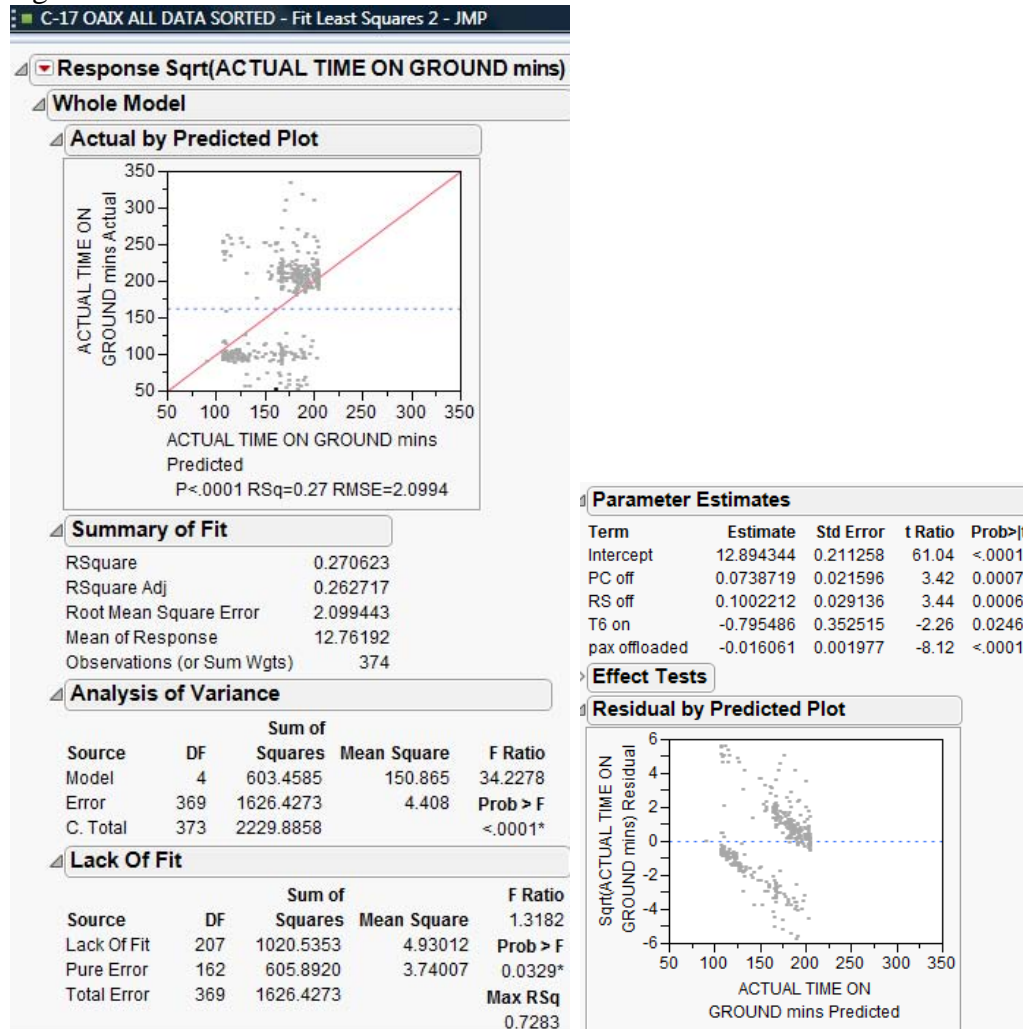 C-17 OAIX ALL DATA SORTED - Fit Least Squares 2 - JMP
Response Sqrt(ACTUAL TIME ON GROUND mins)
Whole Model
Actual by Predicted Plot
350
300
250
200
150
100
50
ACTUAL TIME ON
GROUND mins Actual
50 100 150 200 250 300 350
ACTUAL TIME ON GROUND mins
Predicted
P<.0001 RSq=0.27 RMSE=2.0994
Summary of Fit
RSquare 0.270623
RSquare Adj 0.262717
Root Mean Square Error 2.099443
Mean of Response 12.76192
Observations (or Sum Wgts) 374
Analysis of Variance
Sum of
Source DF Squares Mean Square F Ratio
Model 4 603.4585 150.865 34.2278
Error 369 1626.4273 4.408 Prob > F
C. Total 373 2229.8858 <.0001*
Lack Of Fit
Sum of F Ratio
Source DF Squares Mean Square 1.3182
Lack Of Fit 207 1020.5353 4.93012 Prob > F
Pure Error 162 605.8920 3.74007 0.0329*
Total Error 369 1626.4273 Max RSq
0.7283
Parameter Estimates
Term Estimate Std Error t Ratio Prob>|
Intercept 12.894344 0.211258 61.04 <.0001
PC off 0.0738719 0.021596 3.42 0.0007
RS off 0.1002212 0.029136 3.44 0.0006
T6 on -0.795486 0.352515 -2.26 0.0246
pax offloaded -0.016061 0.001977 -8.12 <.0001
Effect Tests
Residual by Predicted Plot
6
4
2
0
-2
-4
-6
Sqrt(ACTUAL TIME ON
GROUND mins) Residual
50 100 150 200 250 300 350
ACTUAL TIME ON
GROUND mins Predicted